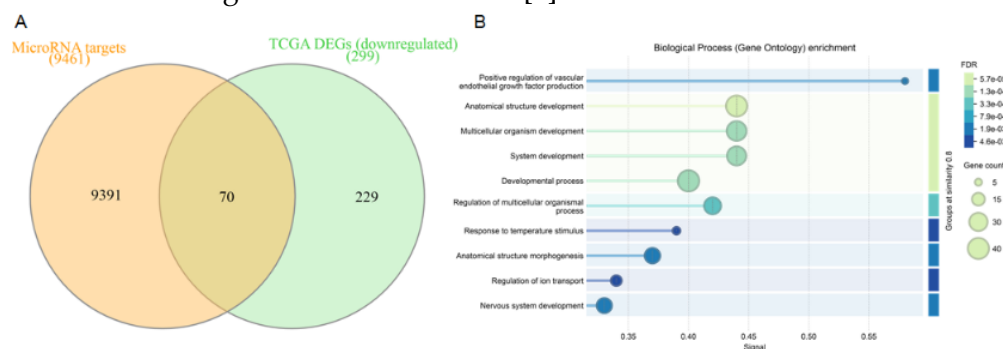 A
MicroRNA targets
(9461)
TCGA DEGs (downregulated)
(299)
9391
70
229
B
Biological Process (Gene Ontology) enrichment
Positive regulation of vascular
endothelial growth factor production
Anatomical structure development
Multicellular organism development
System development
Developmental process
Regulation of multicellular organismal
process
Response to temperature stimulus
Anatomical structure morphogenesis
Regulation of ion transport
Nervous system development
0.35
0.40
0.45
0.50
0.55
Signal
Groups at similarity 0.8
FDR
Gene count
5
15
30
40